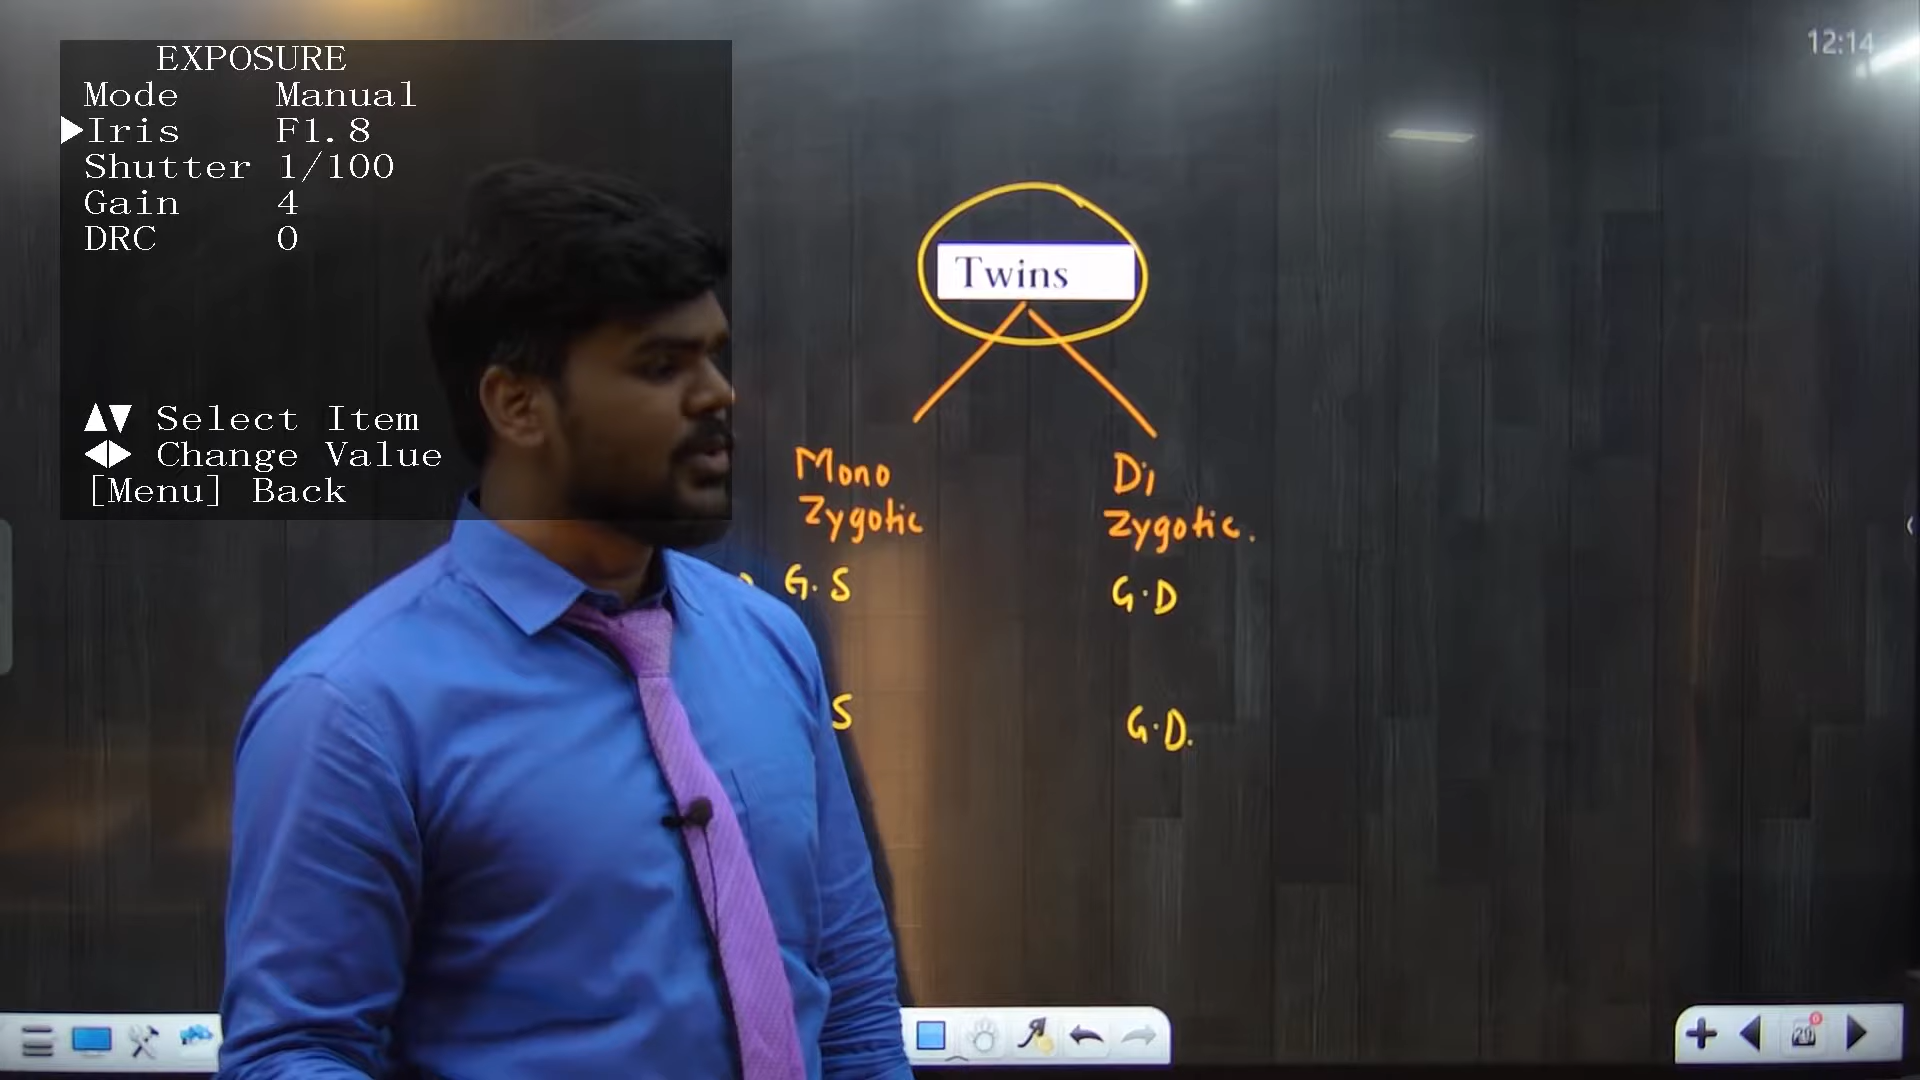 EXPOSURE
Mode Manual
▶Iris F1.8
Shutter 1/100
Gain 4
DRC 0
▲▼ Select Item
◀▶ Change Value
[Menu] Back
12:14
Twins
Mono
Zygotic
Di
Zygotic.
G.S
G.D
S
G.D.
20